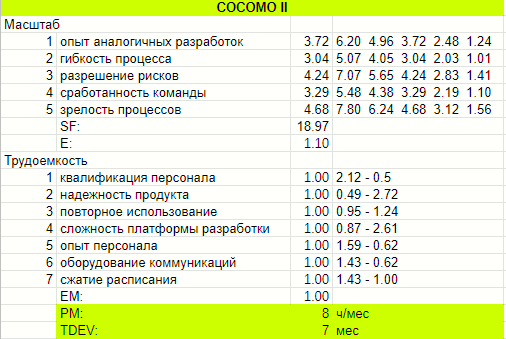 COCOMO II
Масштаб
1 опыт аналогичных разработок 3.72 6.20 4.96 3.72 2.48 1.24
2 гибкость процесса 3.04 5.07 4.05 3.04 2.03 1.01
3 разрешение рисков 4.24 7.07 5.65 4.24 2.83 1.41
4 сработанность команды 3.29 5.48 4.38 3.29 2.19 1.10
5 зрелость процессов 4.68 7.80 6.24 4.68 3.12 1.56
SF: 18.97
E: 1.10
Трудоемкость
1 квалификация персонала 1.00 2.12 - 0.5
2 надежность продукта 1.00 0.49 - 2.72
3 повторное использование 1.00 0.95 - 1.24
4 сложность платформы разработки 1.00 0.87 - 2.61
5 опыт персонала 1.00 1.59 - 0.62
6 оборудование коммуникаций 1.00 1.43 - 0.62
7 сжатие расписания 1.00 1.43 - 1.00
EM: 1.00
PM: 8 ч/мес
TDEV: 7 мес